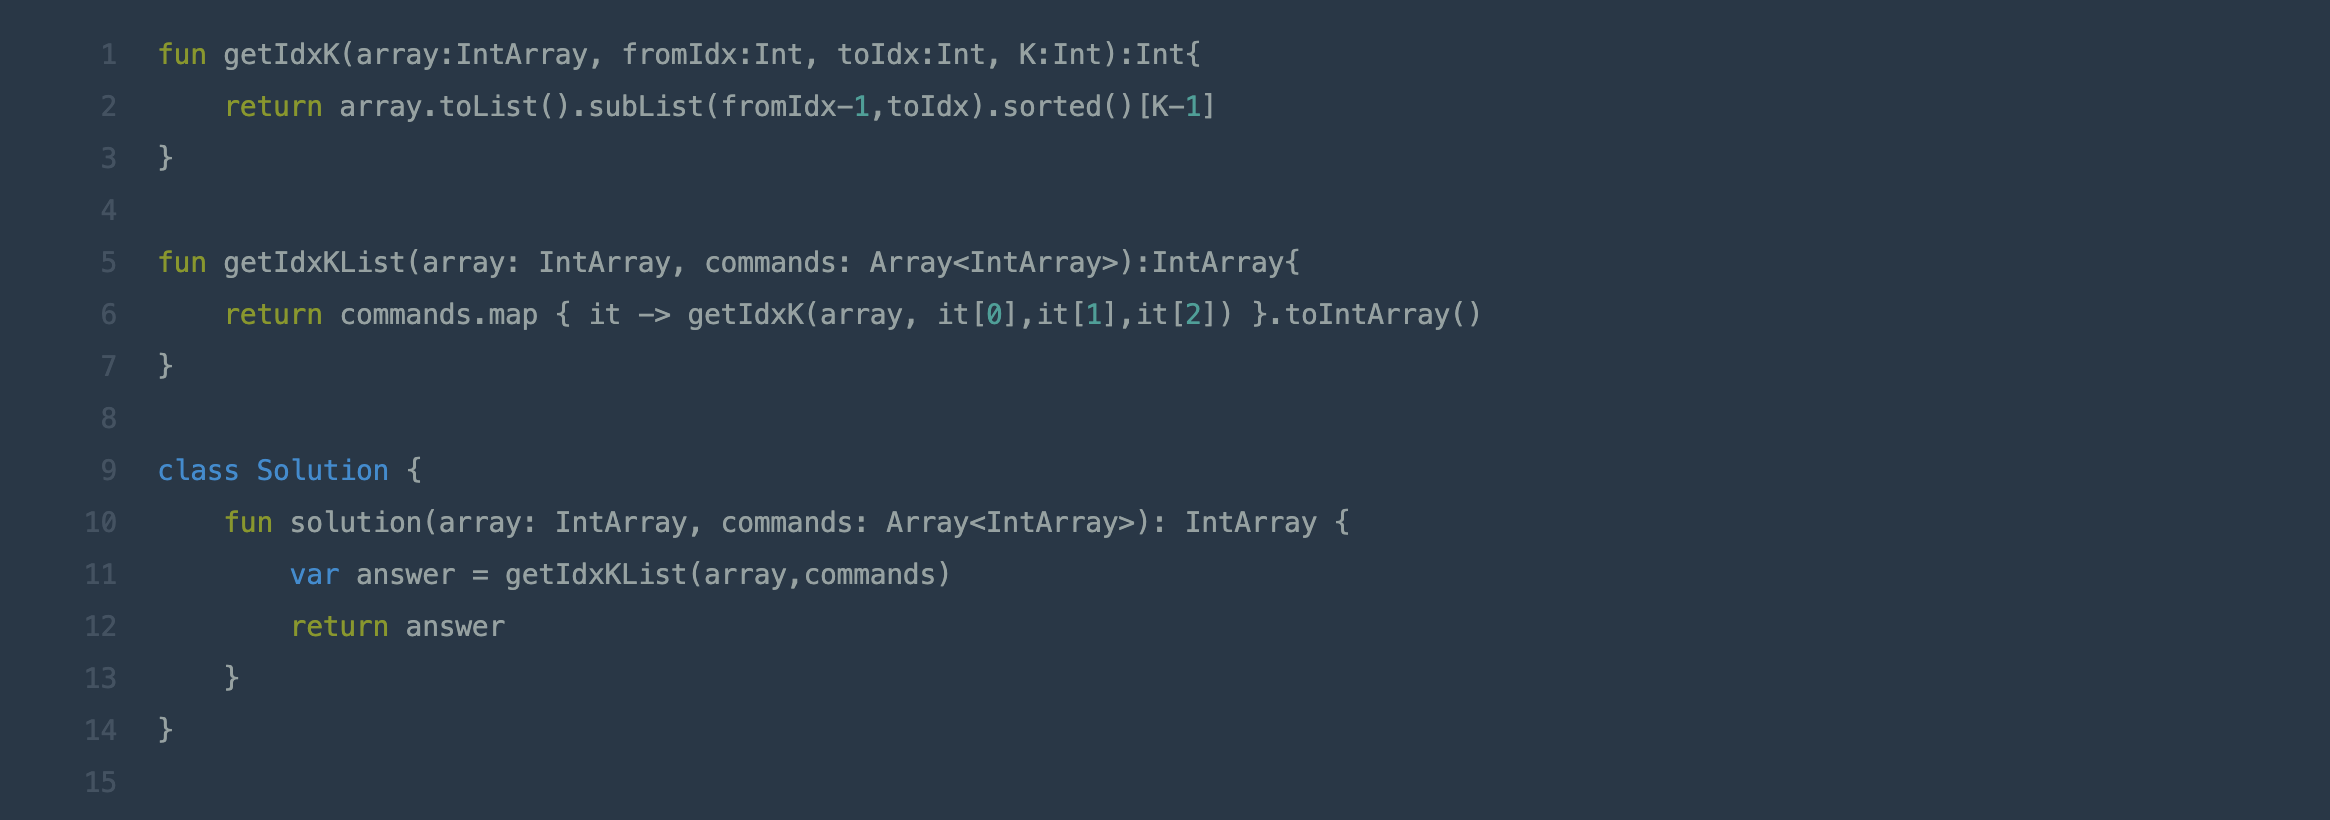 1 fun getIdxK(array:IntArray, fromIdx:Int, toIdx:Int, K:Int):Int{
2     return array.toList().subList(fromIdx-1,toIdx).sorted()[K-1]
3 }
4
5 fun getIdxKList(array: IntArray, commands: Array<IntArray>):IntArray{
6     return commands.map { it -> getIdxK(array, it[0],it[1],it[2]) }.toIntArray()
7 }
8
9 class Solution {
10     fun solution(array: IntArray, commands: Array<IntArray>): IntArray {
11         var answer = getIdxKList(array,commands)
12         return answer
13     }
14 }
15